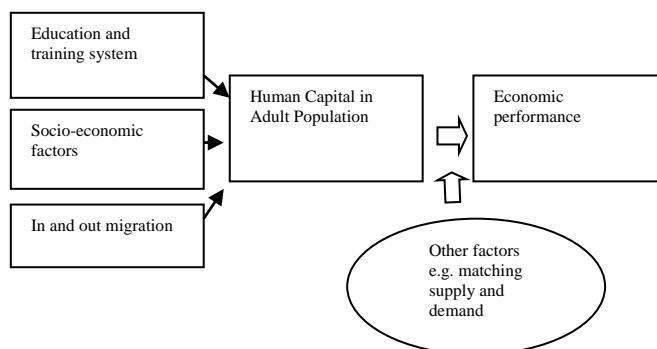 Education and
training system
Socio-economic
factors
In and out migration
Human Capital in
Adult Population
Economic
performance
Other factors
e.g. matching
supply and
demand